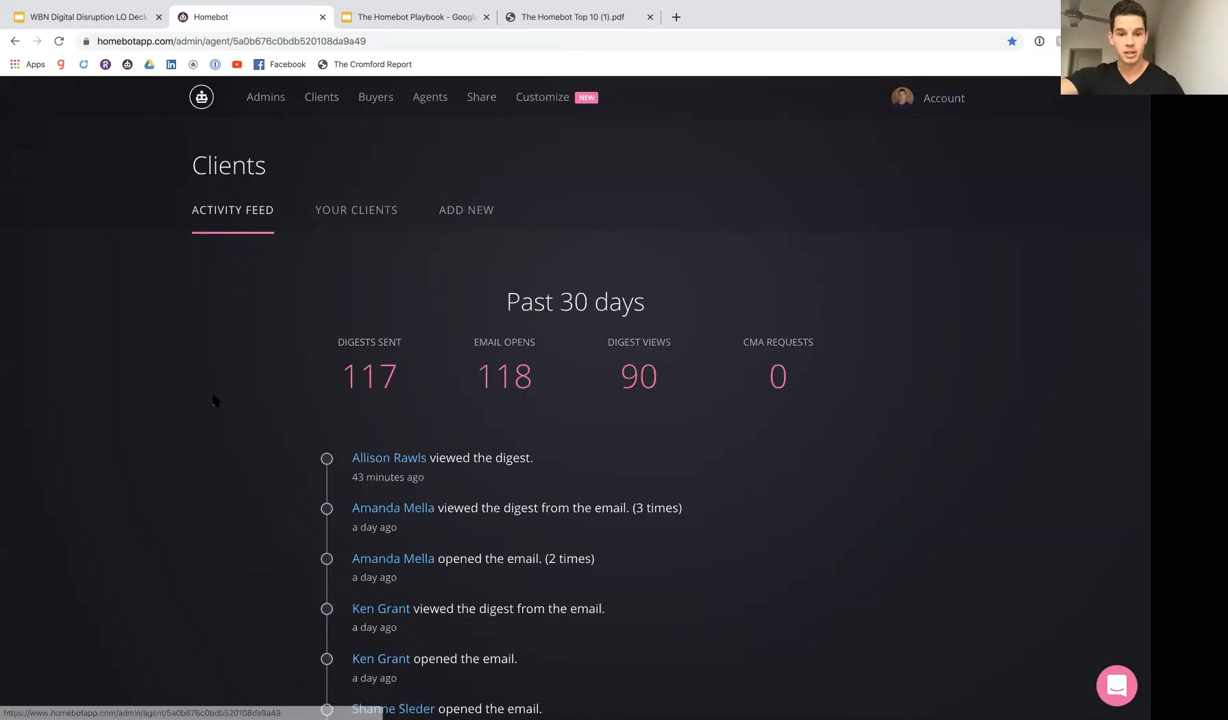 WBN Digital Disruption LO Deck
Homebot
The Homebot Playbook - Google
The Homebot Top 10 (1).pdf
homebotapp.com/admin/agent/5a0b676c0bdb520108da9a49
Apps
Facebook
The Cromford Report
Admins
Clients
Buyers
Agents
Share
Customize NEW
Account
Clients
ACTIVITY FEED
YOUR CLIENTS
ADD NEW
Past 30 days
DIGESTS SENT
EMAIL OPENS
DIGEST VIEWS
CMA REQUESTS
117
118
90
0
Allison Rawls viewed the digest.
43 minutes ago
Amanda Mella viewed the digest from the email. (3 times)
a day ago
Amanda Mella opened the email. (2 times)
a day ago
Ken Grant viewed the digest from the email.
a day ago
Ken Grant opened the email.
a day ago
Shanne Sleder opened the email.
https://www.homebotapp.com/admin/agent/5a0b676c0bdb520108da9a49